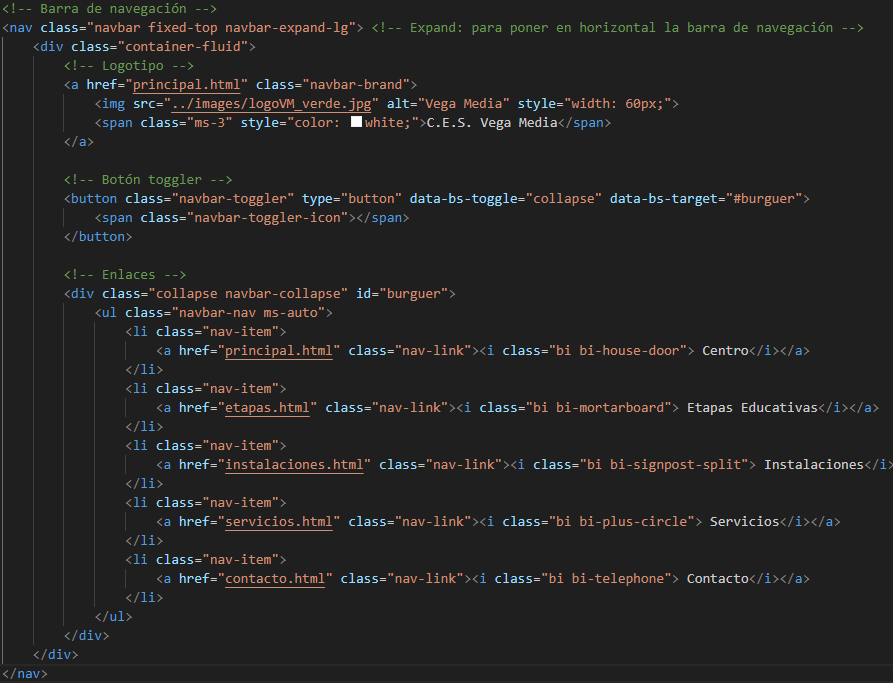 <!-- Barra de navegación -->
<nav class="navbar fixed-top navbar-expand-lg"> <!-- Expand: para poner en horizontal la barra de navegación -->
<div class="container-fluid">
<!-- Logotipo -->
<a href="principal.html" class="navbar-brand">
<img src="../images/logoVM_verde.jpg" alt="Vega Media" style="width: 60px;">
<span class="ms-3" style="color: white;">C.E.S. Vega Media</span>
</a>
<!-- Botón toggler -->
<button class="navbar-toggler" type="button" data-bs-toggle="collapse" data-bs-target="#burguer">
<span class="navbar-toggler-icon"></span>
</button>
<!-- Enlaces -->
<div class="collapse navbar-collapse" id="burguer">
<ul class="navbar-nav ms-auto">
<li class="nav-item">
<a href="principal.html" class="nav-link"><i class="bi bi-house-door"> Centro</i></a>
</li>
<li class="nav-item">
<a href="etapas.html" class="nav-link"><i class="bi bi-mortarboard"> Etapas Educativas</i></a>
</li>
<li class="nav-item">
<a href="instalaciones.html" class="nav-link"><i class="bi bi-signpost-split"> Instalaciones</i>
</li>
<li class="nav-item">
<a href="servicios.html" class="nav-link"><i class="bi bi-plus-circle"> Servicios</i></a>
</li>
<li class="nav-item">
<a href="contacto.html" class="nav-link"><i class="bi bi-telephone"> Contacto</i></a>
</li>
</ul>
</div>
</div>
</nav>